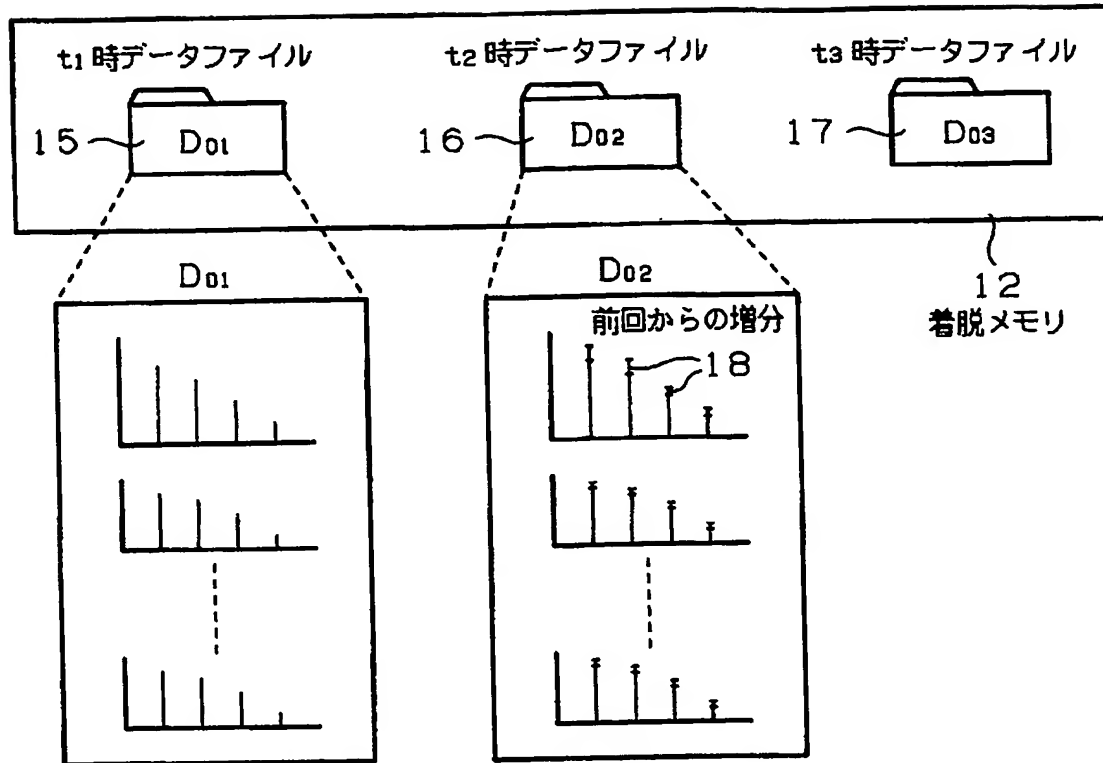 t1時データファイル
t2時データファイル
t3時データファイル
15
D01
16
D02
17
D03
D01
D02
12
着脱メモリ
前回からの増分
18